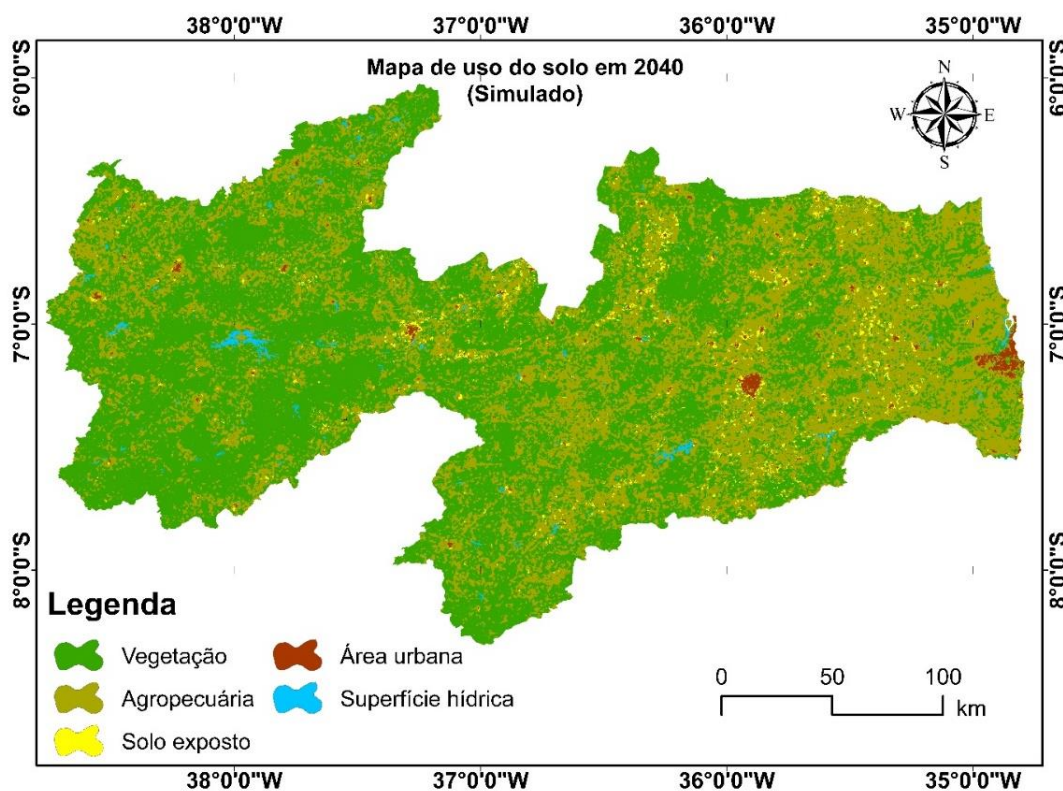 38°0'0"W 37°0'0"W 36°0'0"W 35°0'0"W
Mapa de uso do solo em 2040
(Simulado)
N
W E
S
6°0'0"S 6°0'0"S
7°0'0"S 7°0'0"S
8°0'0"S 8°0'0"S
Legenda
Vegetação Área urbana
Agropecuária Superfície hídrica
Solo exposto
0 50 100
km
38°0'0"W 37°0'0"W 36°0'0"W 35°0'0"W